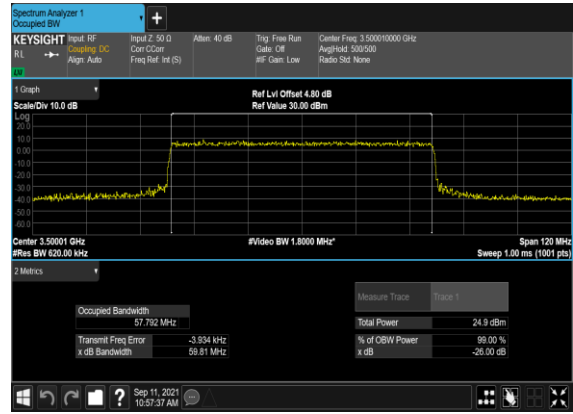 Spectrum Analyzer 1
Occupied BW
+
KEYSIGHT Input: RF Input Z: 50 Ω Atten: 40 dB Trig: Free Run Center Freq: 3.500010000 GHz
RL Coupling: DC Corr CCorr Gate: Off Avg|Hold: 500/500
Align: Auto Freq Ref: Int (S) #IF Gain: Low Radio Std: None
LW
1 Graph Ref Lvl Offset 4.80 dB
Scale/Div 10.0 dB Ref Value 30.00 dBm
Log
20.0
10.0
0.00
-10.0
-20.0
-30.0
-40.0
-50.0
-60.0
Center 3.50001 GHz #Video BW 1.8000 MHz* Span 120 MHz
#Res BW 620.00 kHz Sweep 1.00 ms (1001 pts)
2 Metrics
Measure Trace Trace 1
Occupied Bandwidth
57.792 MHz Total Power 24.9 dBm
Transmit Freq Error -3.934 kHz % of OBW Power 99.00 %
x dB Bandwidth 59.81 MHz x dB -26.00 dB
? Sep 11, 2021
10:57:37 AM